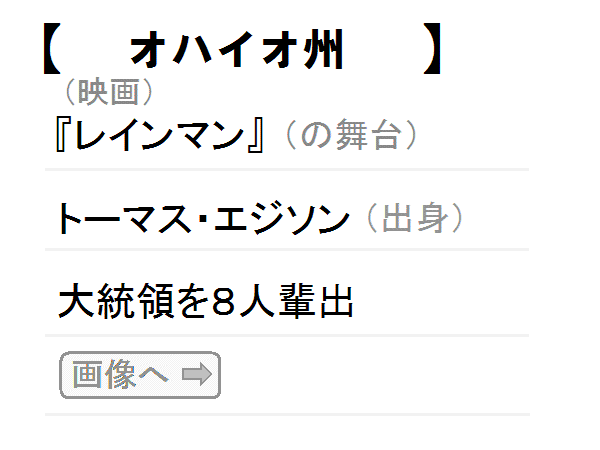 【 オハイオ州 】
（映画）
『レインマン』（の舞台）
トーマス・エジソン（出身）
大統領を８人輩出
画像へ ⇨